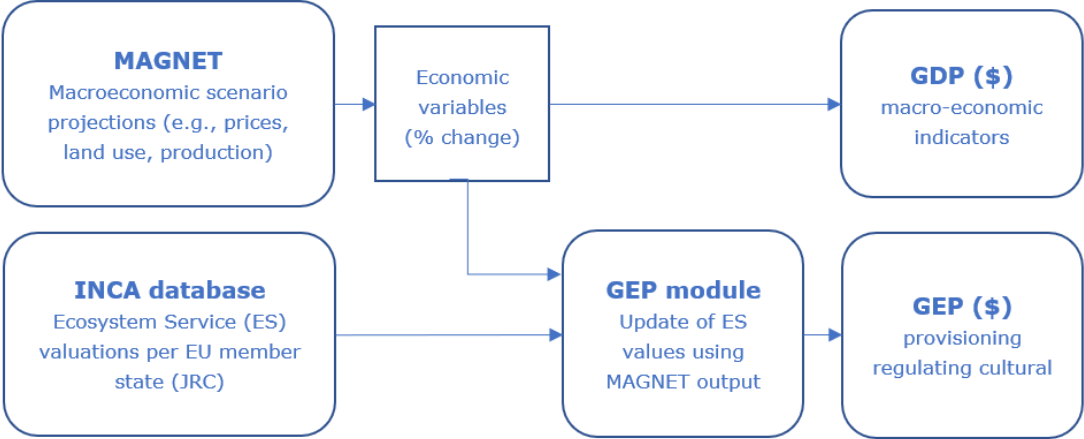 MAGNET
Macroeconomic scenario
projections (e.g., prices,
land use, production)
Economic
variables
(% change)
GDP ($)
macro-economic
indicators
INCA database
Ecosystem Service (ES)
valuations per EU member
state (JRC)
GEP module
Update of ES
values using
MAGNET output
GEP ($)
provisioning
regulating cultural